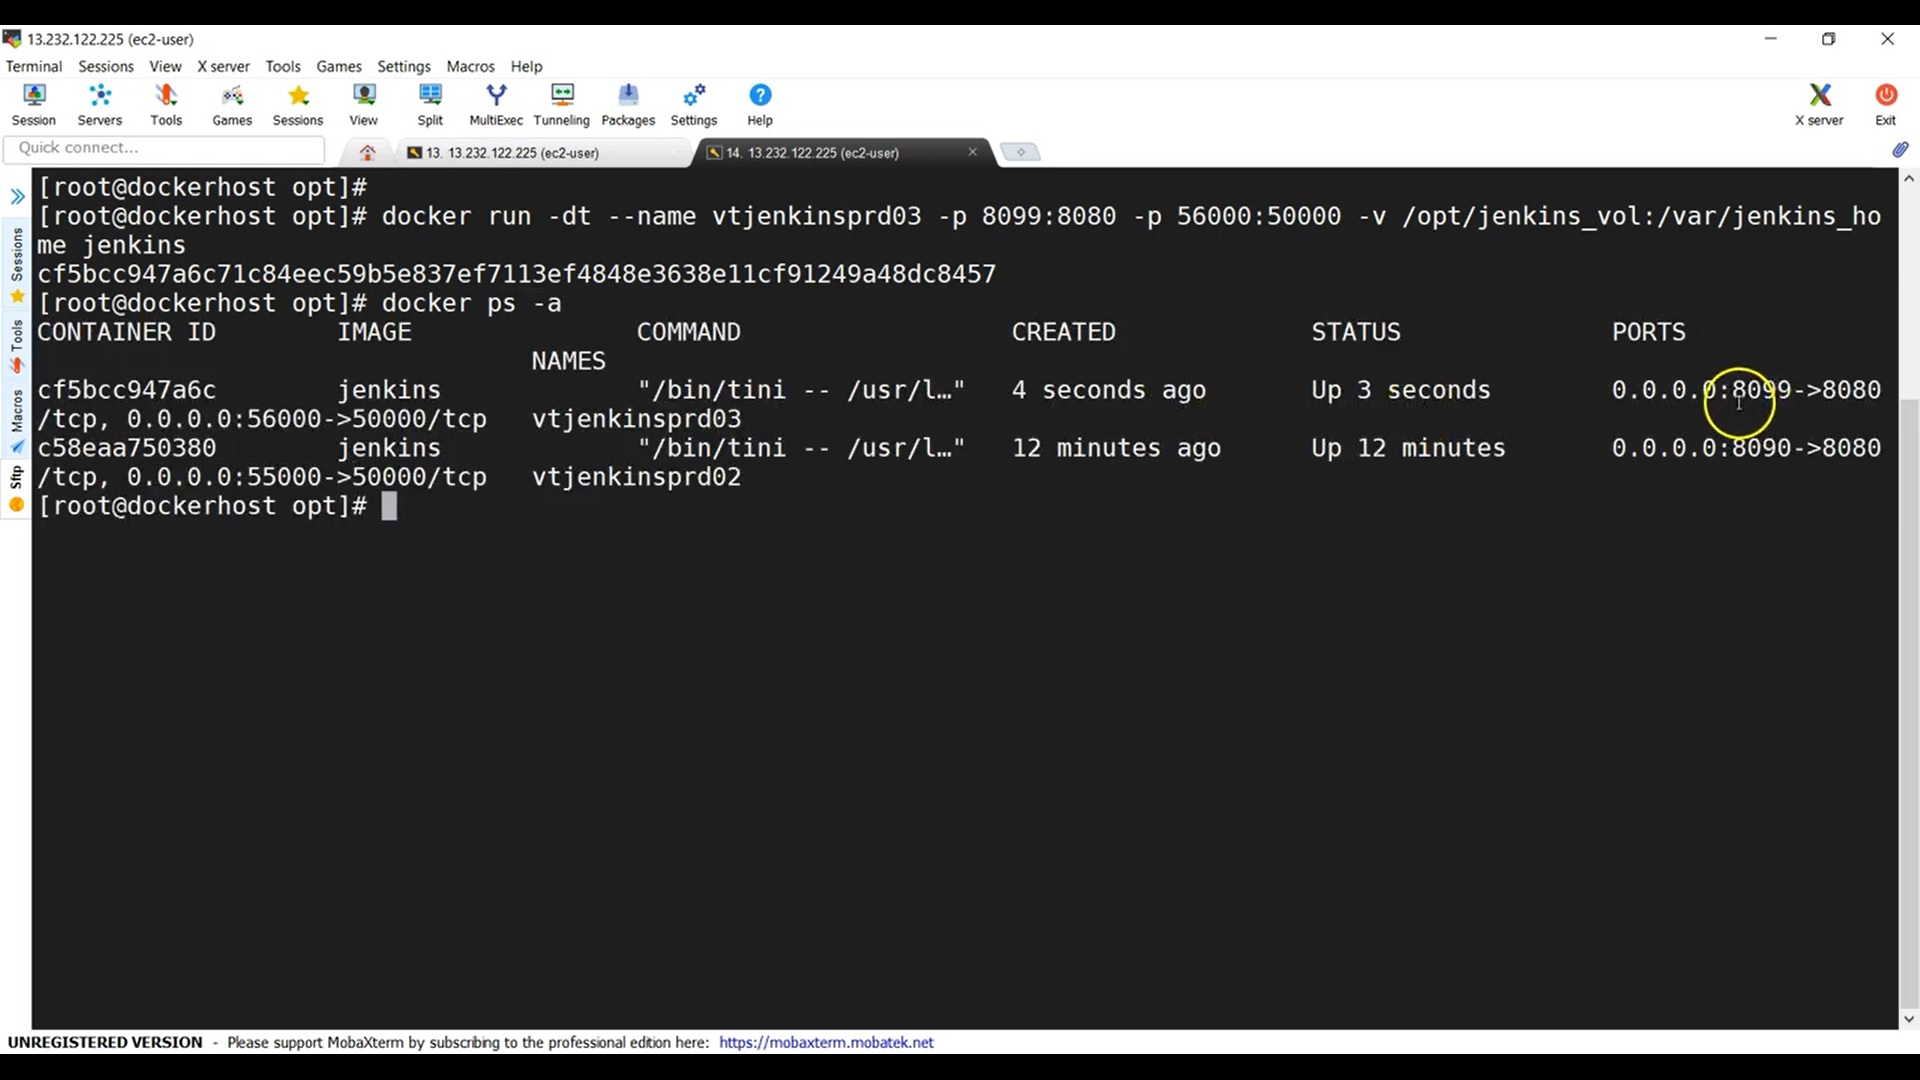 13.232.122.225 (ec2-user)
Terminal Sessions View X server Tools Games Settings Macros Help
Session Servers Tools Games Sessions View Split MultiExec Tunneling Packages Settings Help X server Exit
Quick connect...
13. 13.232.122.225 (ec2-user)
14. 13.232.122.225 (ec2-user)
Sessions
Tools
Macros
Sftp
[root@dockerhost opt]#
[root@dockerhost opt]# docker run -dt --name vtjenkinsprd03 -p 8099:8080 -p 56000:50000 -v /opt/jenkins_vol:/var/jenkins_ho
me jenkins
cf5bcc947a6c71c84eec59b5e837ef7113ef4848e3638e11cf91249a48dc8457
[root@dockerhost opt]# docker ps -a
CONTAINER ID IMAGE COMMAND CREATED STATUS PORTS
NAMES
cf5bcc947a6c jenkins "/bin/tini -- /usr/l…" 4 seconds ago Up 3 seconds 0.0.0.0:8099->8080
/tcp, 0.0.0.0:56000->50000/tcp vtjenkinsprd03
c58eaa750380 jenkins "/bin/tini -- /usr/l…" 12 minutes ago Up 12 minutes 0.0.0.0:8090->8080
/tcp, 0.0.0.0:55000->50000/tcp vtjenkinsprd02
[root@dockerhost opt]#
UNREGISTERED VERSION - Please support MobaXterm by subscribing to the professional edition here: https://mobaxterm.mobatek.net